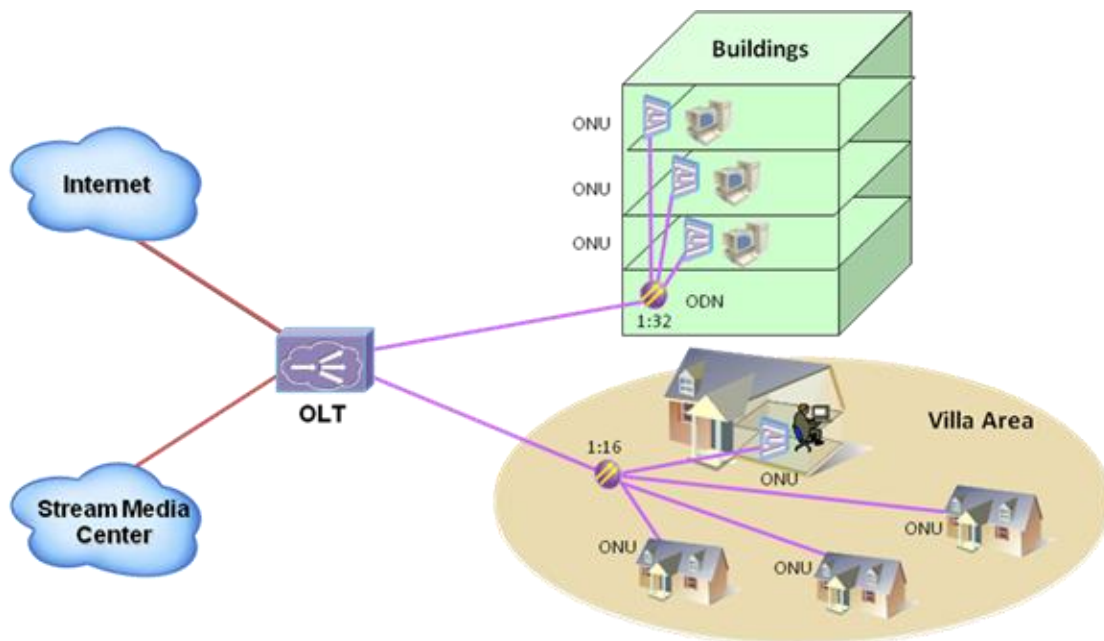 Buildings
ONU
ONU
ONU
ODN
1:32
Internet
OLT
Stream Media
Center
Villa Area
1:16
ONU
ONU
ONU
ONU